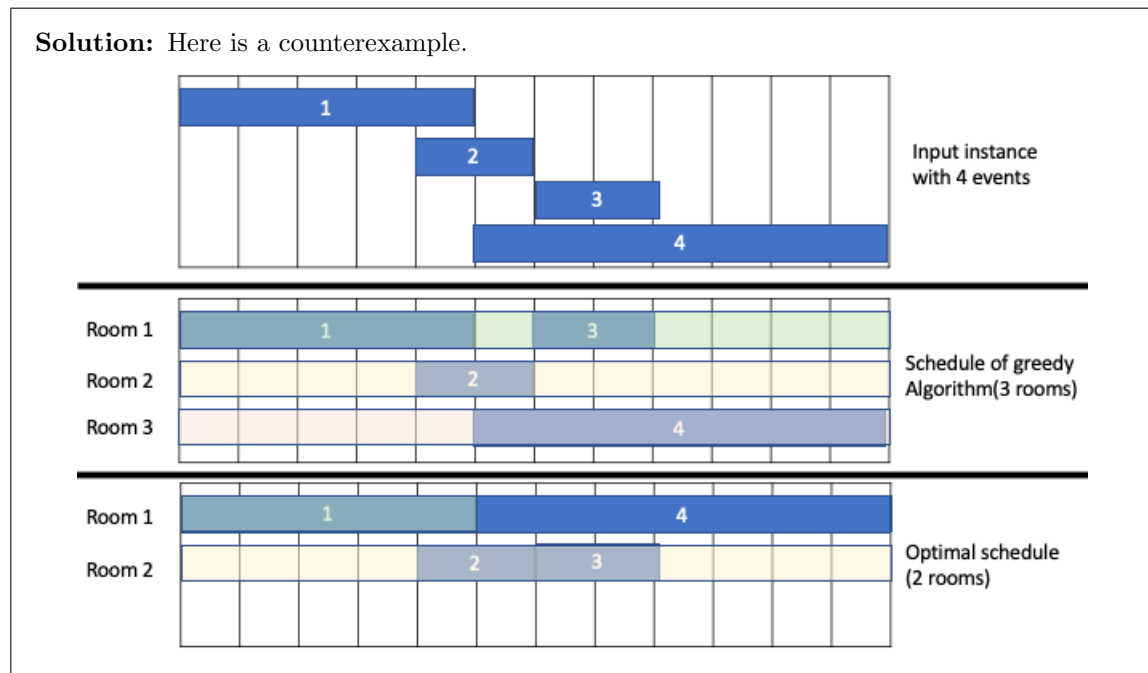 Solution: Here is a counterexample.
1
2
3
4
Input instance
with 4 events
Room 1
1
3
Room 2
2
Room 3
4
Schedule of greedy
Algorithm(3 rooms)
Room 1
1
4
Room 2
2
3
Optimal schedule
(2 rooms)